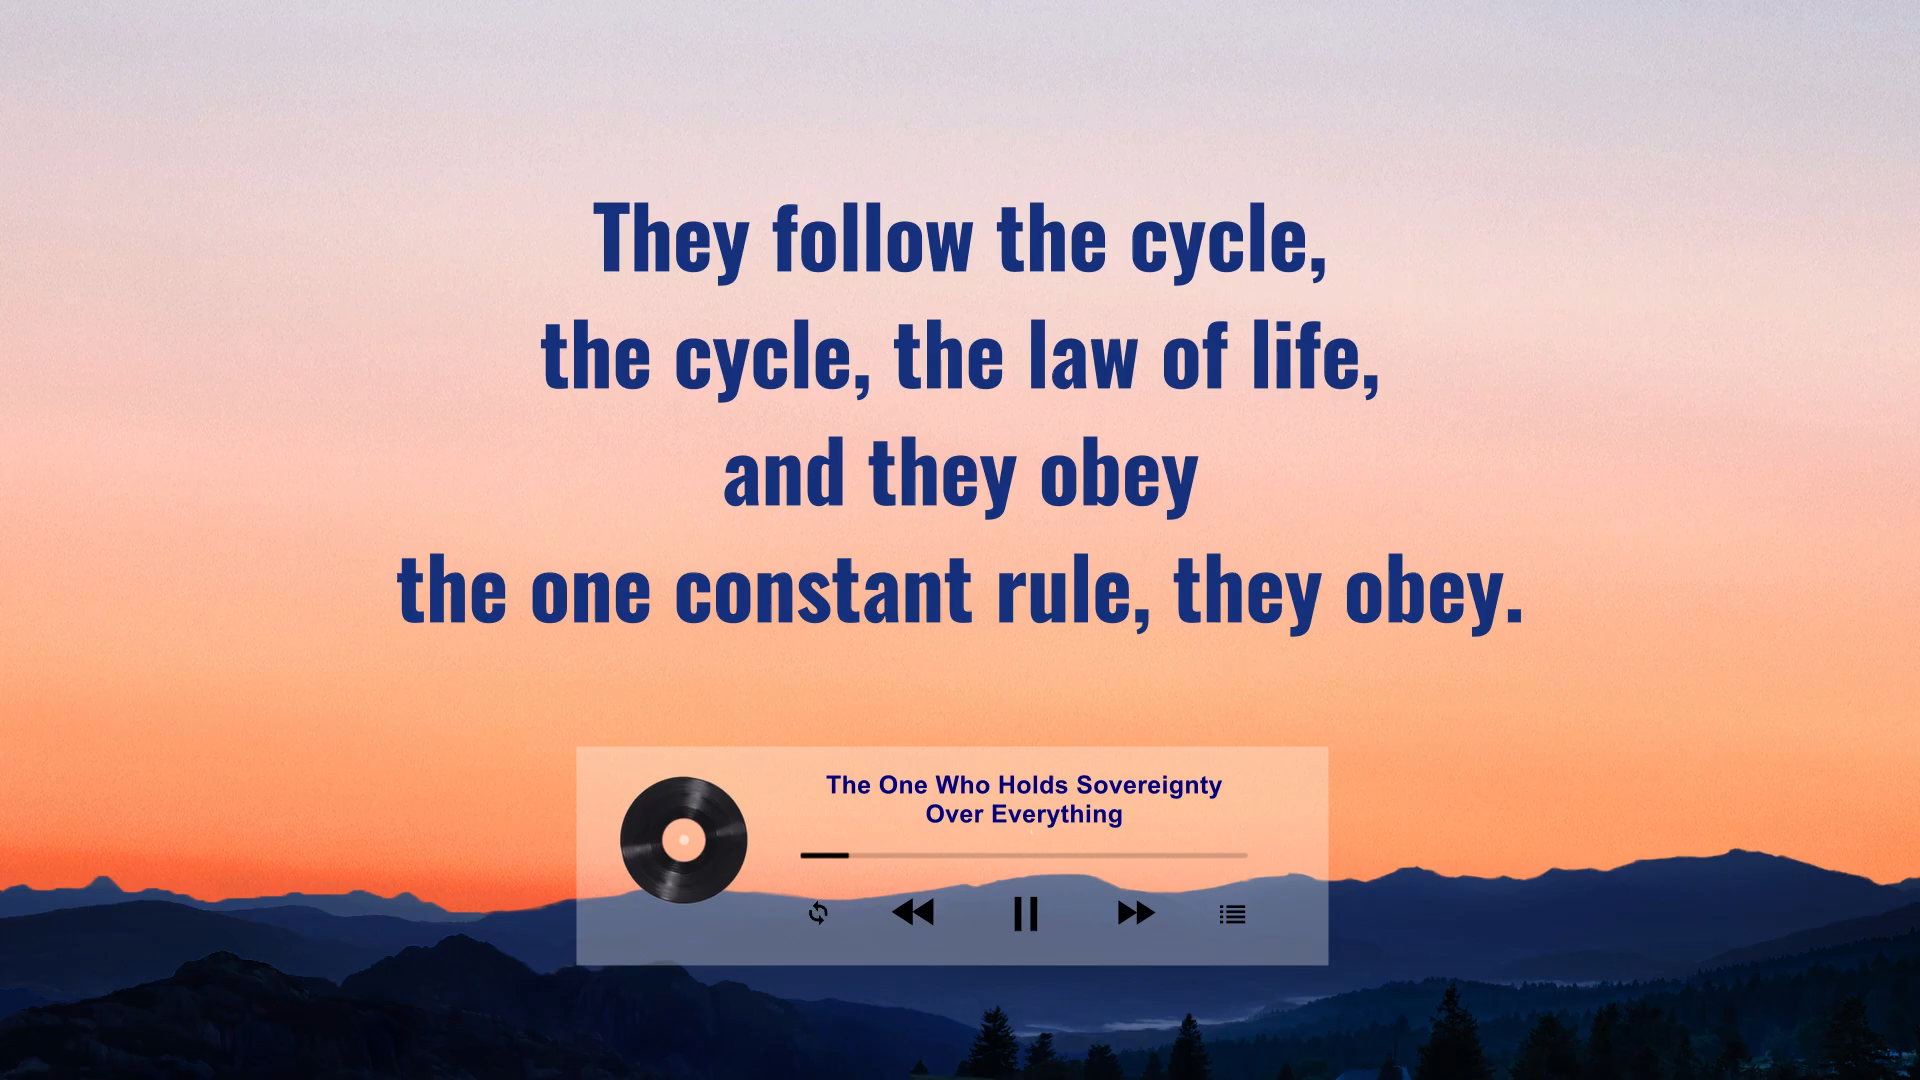 They follow the cycle,
the cycle, the law of life,
and they obey
the one constant rule, they obey.
The One Who Holds Sovereignty
Over Everything